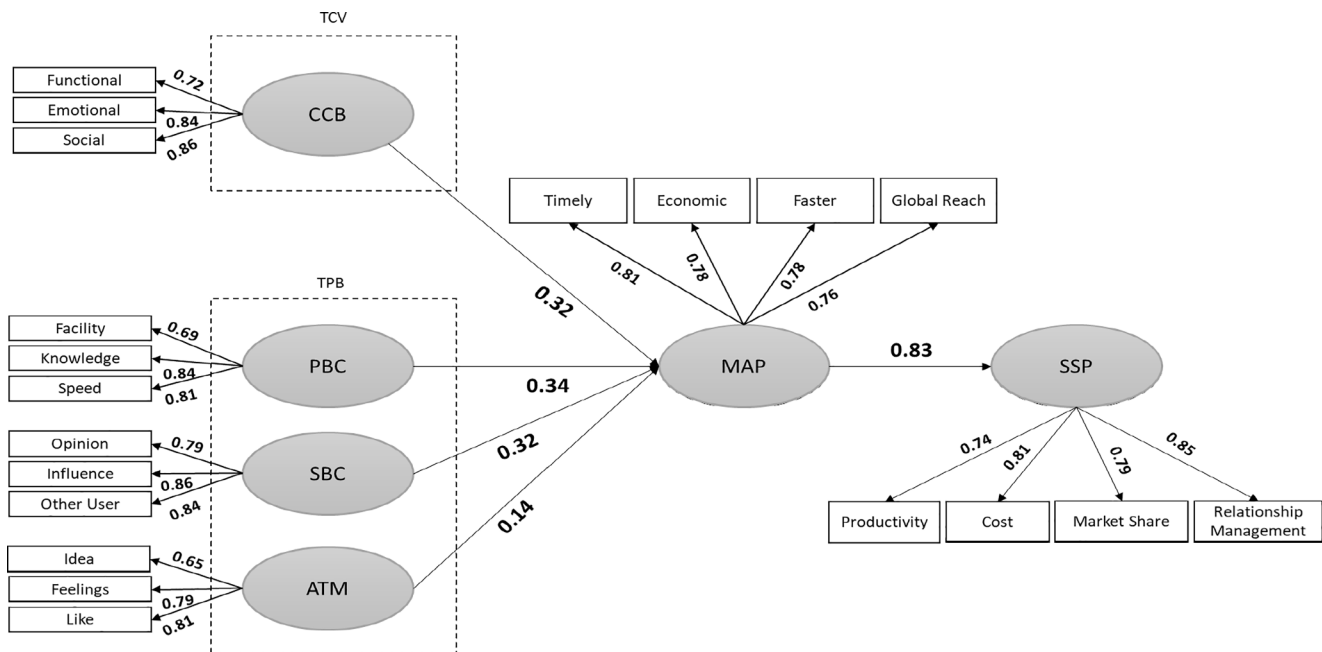 TCV
Functional
Emotional
Social
0.72
0.84
0.86
CCB
Timely
Economic
Faster
Global Reach
0.81
0.78
0.78
0.76
0.32
TPB
Facility
Knowledge
Speed
0.69
0.84
0.81
PBC
0.34
MAP
0.83
SSP
Opinion
Influence
Other User
0.79
0.86
0.84
SBC
0.32
0.74
0.81
0.79
0.85
Productivity
Cost
Market Share
Relationship
Management
Idea
Feelings
Like
0.65
0.79
0.81
ATM
0.14